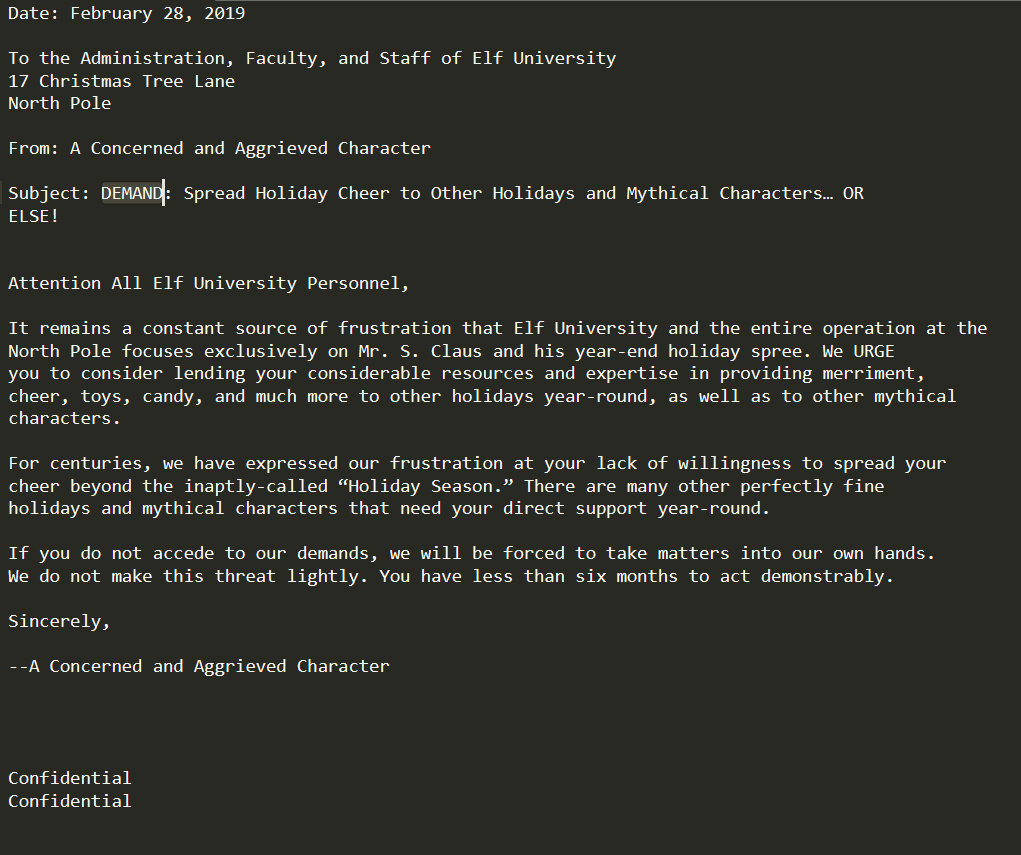 Date: February 28, 2019
To the Administration, Faculty, and Staff of Elf University
17 Christmas Tree Lane
North Pole
From: A Concerned and Aggrieved Character
Subject: DEMAND: Spread Holiday Cheer to Other Holidays and Mythical Characters… OR
ELSE!
Attention All Elf University Personnel,
It remains a constant source of frustration that Elf University and the entire operation at the
North Pole focuses exclusively on Mr. S. Claus and his year-end holiday spree. We URGE
you to consider lending your considerable resources and expertise in providing merriment,
cheer, toys, candy, and much more to other holidays year-round, as well as to other mythical
characters.
For centuries, we have expressed our frustration at your lack of willingness to spread your
cheer beyond the inaptly-called “Holiday Season.” There are many other perfectly fine
holidays and mythical characters that need your direct support year-round.
If you do not accede to our demands, we will be forced to take matters into our own hands.
We do not make this threat lightly. You have less than six months to act demonstrably.
Sincerely,
--A Concerned and Aggrieved Character
Confidential
Confidential